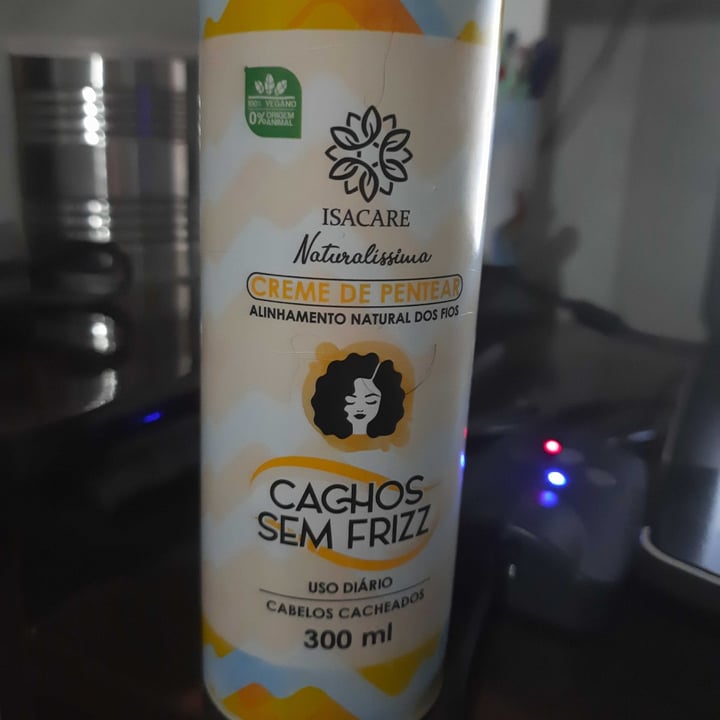 100% VEGANO
0% ORIGEM ANIMAL
ISACARE
Naturalíssima
CREME DE PENTEAR
ALINHAMENTO NATURAL DOS FIOS
CACHOS
SEM FRIZZ
USO DIÁRIO
CABELOS CACHEADOS
300 ml